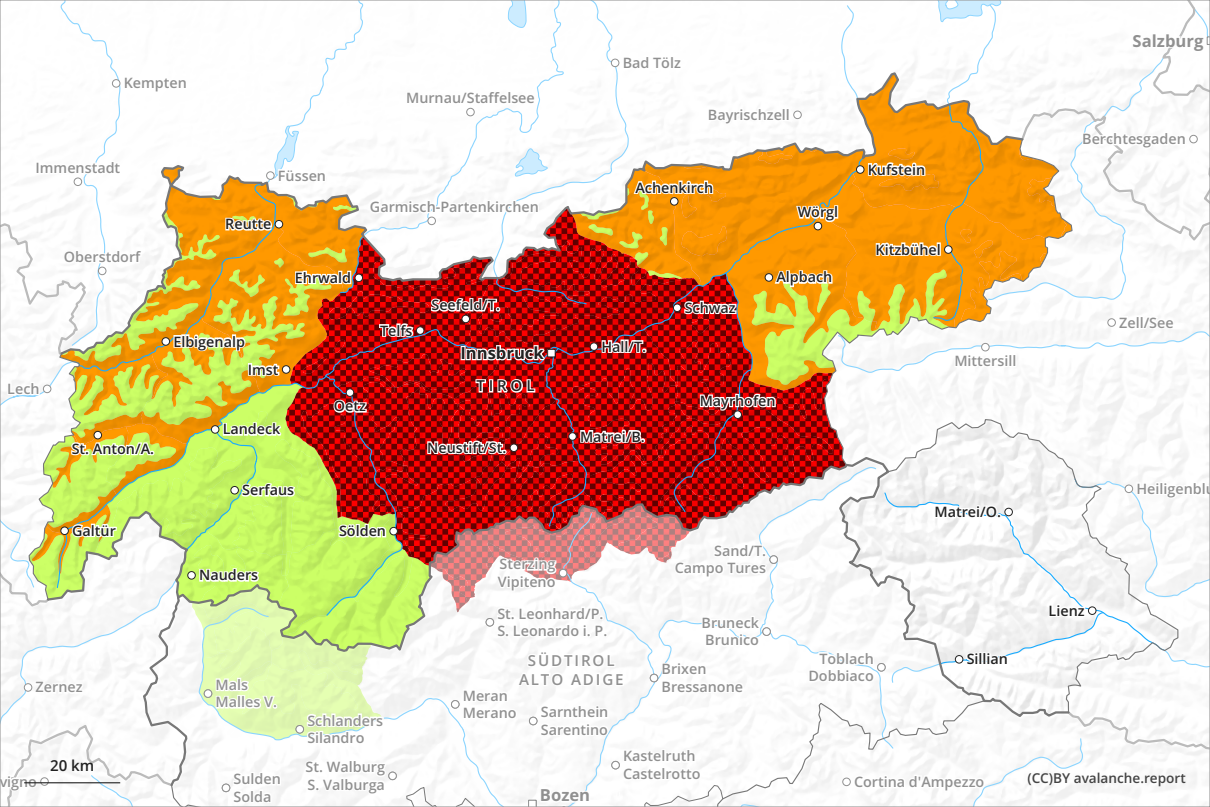 Salzburg
Bad Tölz
Kempten
Murnau/Staffelsee
Bayrischzell
Berchtesgaden
Immenstadt
Füssen
Kufstein
Achenkirch
Garmisch-Partenkirchen
Wörgl
Reutte
Kitzbühel
Oberstdorf
Ehrwald
Alpbach
Seefeld/T.
Schwaz
Telfs
Zell/See
Elbigenalp
Innsbruck
Hall/T.
Mittersill
Imst
TIROL
Lech
Oetz
Mayrhofen
Landeck
Matrei/B.
St. Anton/A.
Neustift/St.
Serfaus
Heiligenblu
Matrei/O.
Galtür
Sölden
Sand/T.
Campo Tures
Sterzing
Vipiteno
Nauders
Lienz
St. Leonhard/P.
S. Leonardo i. P.
Bruneck
Brunico
Sillian
SÜDTIROL
ALTO ADIGE
Toblach
Dobbiaco
Brixen
Bressanone
Zernez
Mals
Malles V.
Meran
Merano
Sarnthein
Sarentino
Schlanders
Silandro
Kastelruth
Castelrotto
20 km
St. Walburg
S. Valburga
vigno
Sulden
Solda
Cortina d'Ampezzo
(CC)BY avalanche.report
Bozen